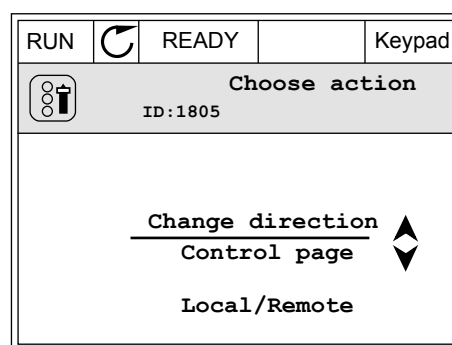 RUN READY Keypad
Choose action
ID:1805
Change direction
Control page
Local/Remote